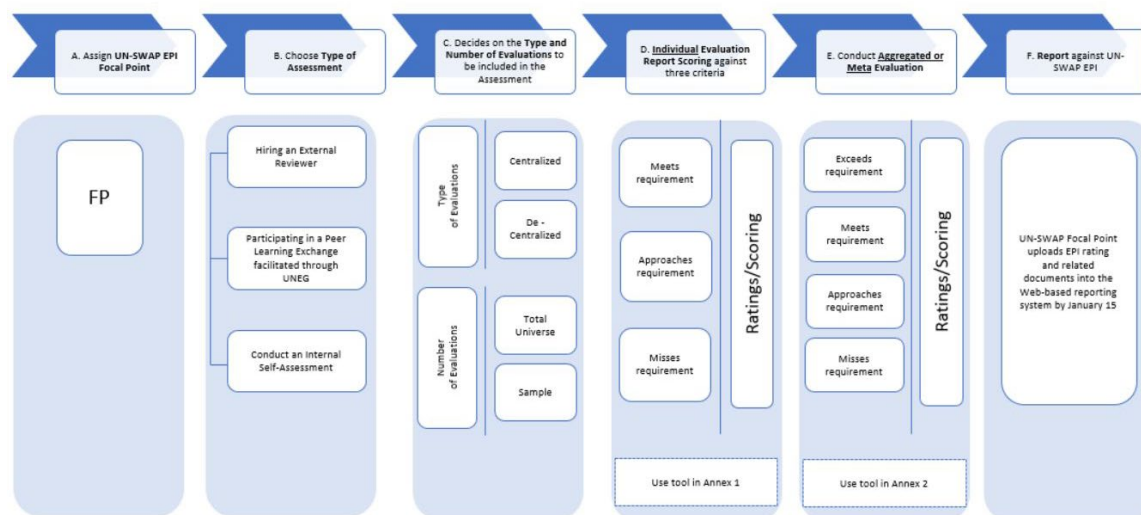 A. Assign UN-SWAP EPI
Focal Point
B. Choose Type of
Assessment
C. Decides on the Type and
Number of Evaluations to
be included in the
Assessment
D. Individual Evaluation
Report Scoring against
three criteria
E. Conduct Aggregated or
Meta Evaluation
F. Report against UN-
SWAP EPI
FP
Hiring an External
Reviewer
Participating in a Peer
Learning Exchange
facilitated through
UNEG
Conduct an Internal
Self-Assessment
Type
of Evaluations
Centralized
De -
Centralized
Number
of Evaluations
Total
Universe
Sample
Meets
requirement
Approaches
requirement
Misses
requirement
Ratings/Scoring
Use tool in Annex 1
Exceeds
requirement
Meets
requirement
Approaches
requirement
Misses
requirement
Ratings/Scoring
Use tool in Annex 2
UN-SWAP Focal Point
uploads EPI rating
and related
documents into the
Web-based reporting
system by January 15